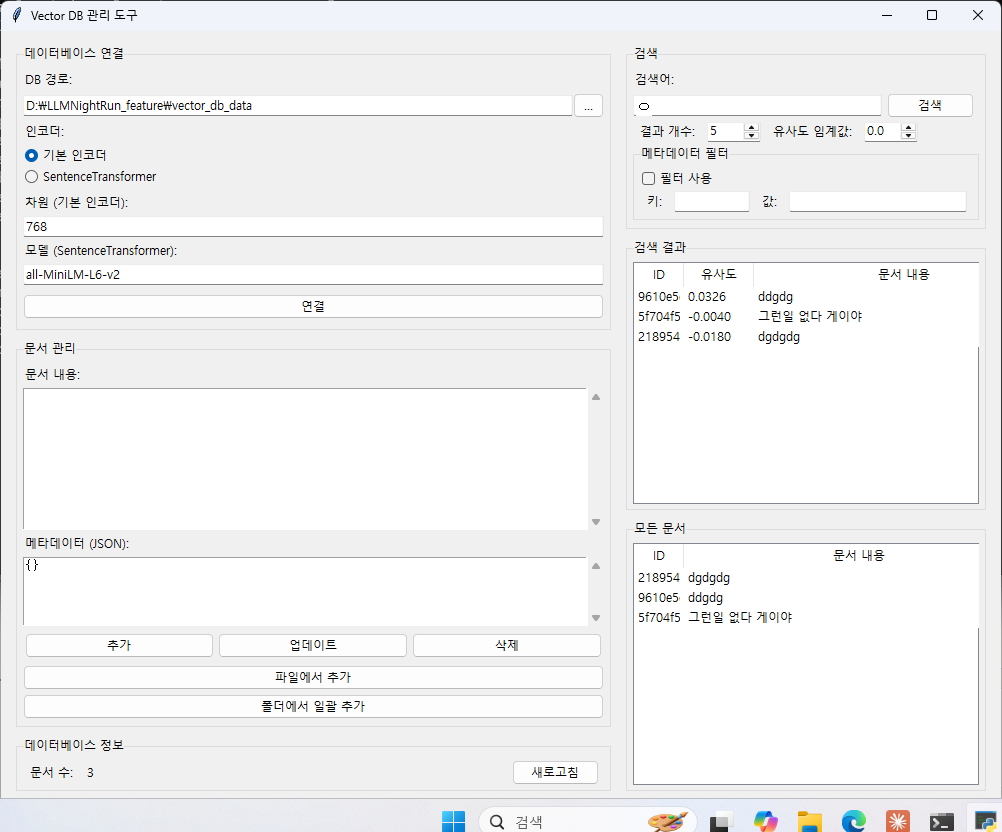 Vector DB 관리 도구
데이터베이스 연결
DB 경로:
D:₩LLMNightRun_feature₩vector_db_data
...
인코더:
기본 인코더
SentenceTransformer
차원 (기본 인코더):
768
모델 (SentenceTransformer):
all-MiniLM-L6-v2
연결
문서 관리
문서 내용:
메타데이터 (JSON):
{}
추가 업데이트 삭제
파일에서 추가
폴더에서 일괄 추가
데이터베이스 정보
문서 수: 3 새로고침
검색
검색어:
ㅇ 검색
결과 개수: 5 유사도 임계값: 0.0
메타데이터 필터
필터 사용
키: 값:
검색 결과
ID 유사도 문서 내용
9610e5 0.0326 ddgdg
5f704f5 -0.0040 그런일 없다 게이야
218954 -0.0180 dgdgdg
모든 문서
ID 문서 내용
218954 dgdgdg
9610e5 ddgdg
5f704f5 그런일 없다 게이야
검색